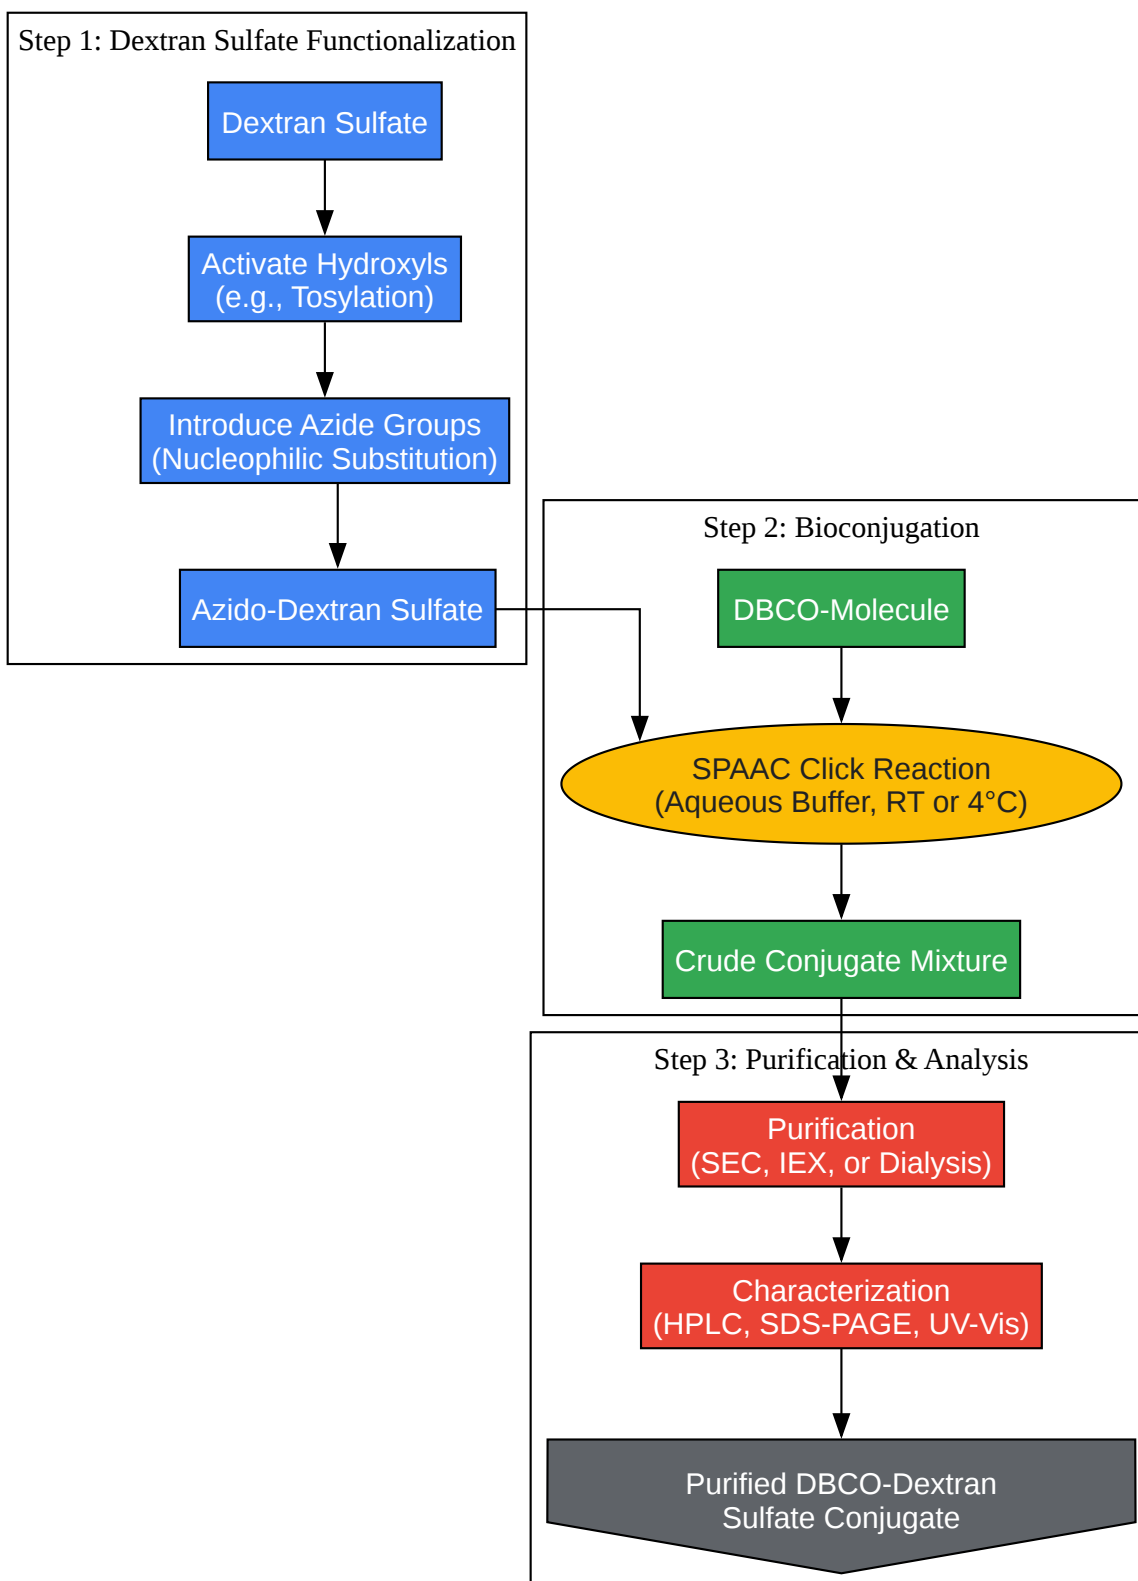 Step 1: Dextran Sulfate Functionalization
Dextran Sulfate
Activate Hydroxyls
(e.g., Tosylation)
Introduce Azide Groups
(Nucleophilic Substitution)
Azido-Dextran Sulfate
Step 2: Bioconjugation
DBCO-Molecule
SPAAC Click Reaction
(Aqueous Buffer, RT or 4°C)
Crude Conjugate Mixture
Step 3: Purification & Analysis
Purification
(SEC, IEX, or Dialysis)
Characterization
(HPLC, SDS-PAGE, UV-Vis)
Purified DBCO-Dextran
Sulfate Conjugate